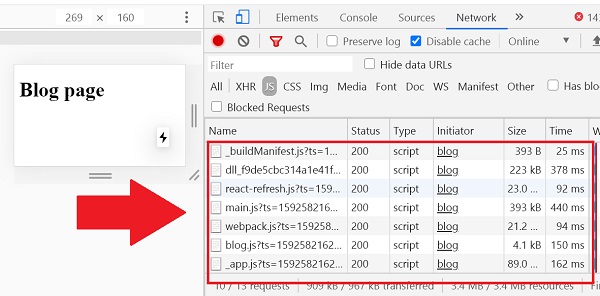 269 × 160
Elements Console Sources Network
Preserve log Disable cache Online
Filter Hide data URLs
All XHR JS CSS Img Media Font Doc WS Manifest Other Has blo
Blocked Requests
Name Status Type Initiator Size Time W
Blog page
_buildManifest.js?ts=1... 200 script blog 393 B 25 ms
dll_f9de5cbc314a1e41f... 200 script blog 223 kB 378 ms
react-refresh.js?ts=159... 200 script blog 23.0 ... 92 ms
main.js?ts=159258216... 200 script blog 393 kB 440 ms
webpack.js?ts=1592582... 200 script blog 21.2 ... 94 ms
blog.js?ts=1592582162... 200 script blog 4.1 kB 150 ms
_app.js?ts=1592582162... 200 script blog 89.0 ... 162 ms
10 / 13 requests 909 kB / 967 kB transferred 3.4 MB / 3.4 MB resources